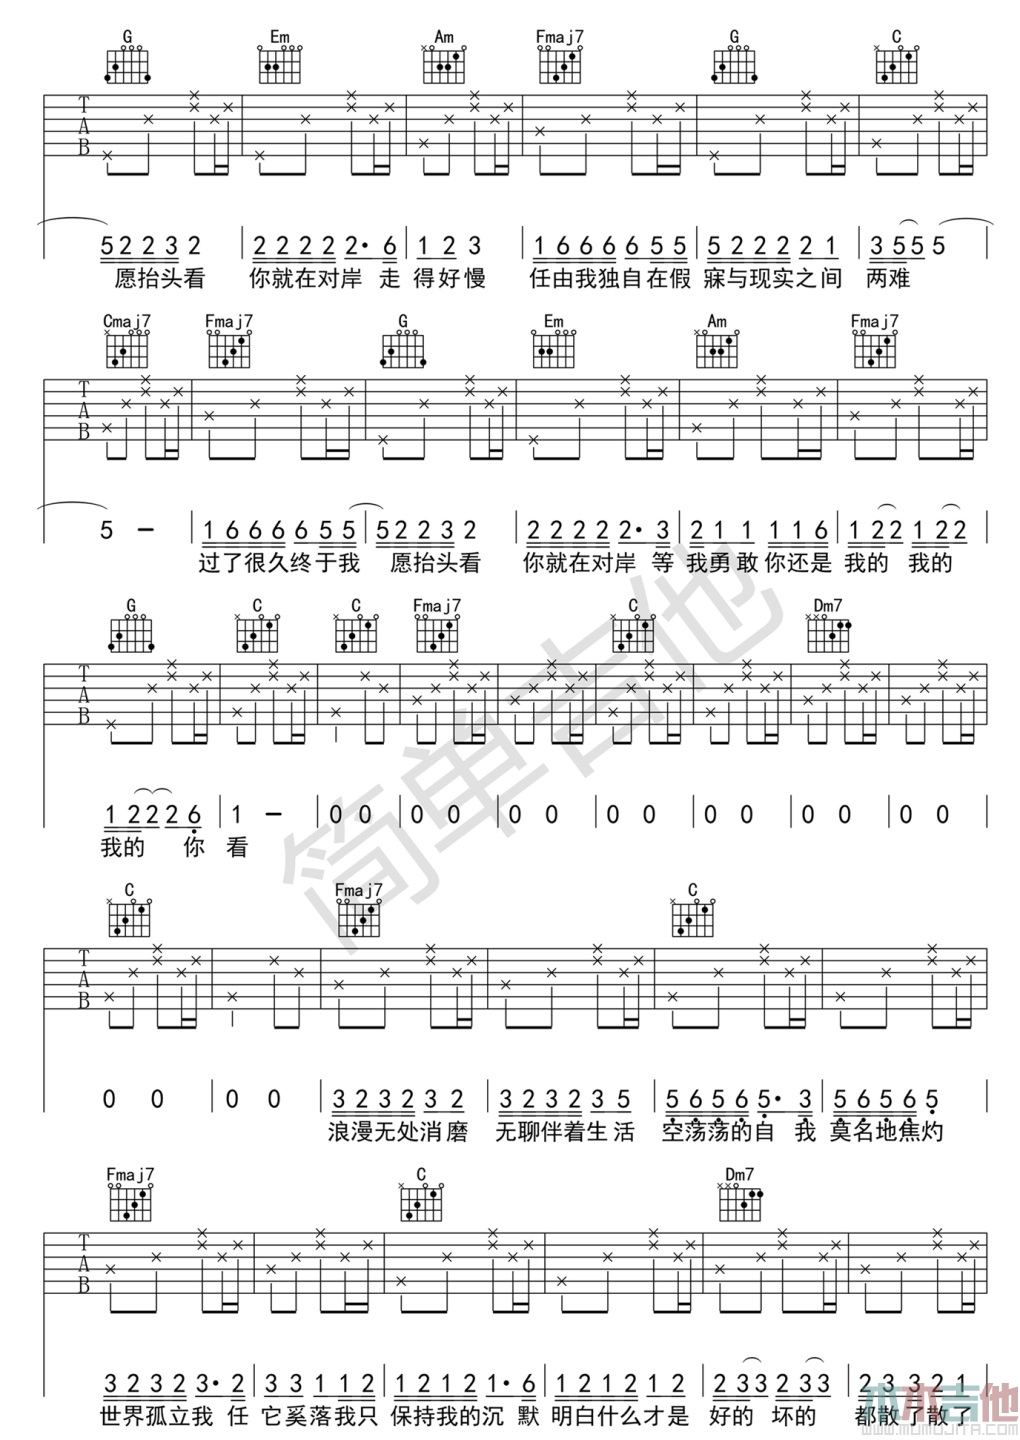 G Em Am Fmaj7 G C
T A B
5 2 2 3 2 2 2 2 2 2· 6 1 2 3 1 6 6 6 6 5 5 5 2 2 2 2 1 3 5 5 5
愿抬头看 你就在对岸 走 得好慢 任由我独自在假 寐与现实之间 两难
Cmaj7 Fmaj7 G Em Am Fmaj7
T A B
5 - 1 6 6 6 6 5 5 5 2 2 3 2 2 2 2 2 2· 3 2 1 1 1 1 6 1 2 2 1 2 2
过了很久终于我 愿抬头看 你就在对岸 等 我勇敢你还是 我的 我的
G C C Fmaj7 C Dm7
T A B
1 2 2 2 6 1 - 0 0 0 0 0 0 0 0 0 0 0 0 0 0
我的 你 看
C Fmaj7 C
T A B
0 0 0 0 3 2 3 2 3 2 3 2 3 2 3 5 5 6 5 6 5· 3 5 6 5 6 5
浪漫无处消磨 无聊伴着生活 空荡荡的自 我 莫名地焦灼
Fmaj7 C Dm7
T A B
3 2 3 2 3· 2 3 3 1 1 2 1 2 1 2 1· 6 1 2 1 2 1 2 2 3 3 2 3 3 2 3 3 2 1
世界孤立我 任 它奚落我只 保持我的沉 默 明白什么才是 好的 坏的 都散了散了
简单吉他
木木吉他
WWW.MUMUJITA.COM